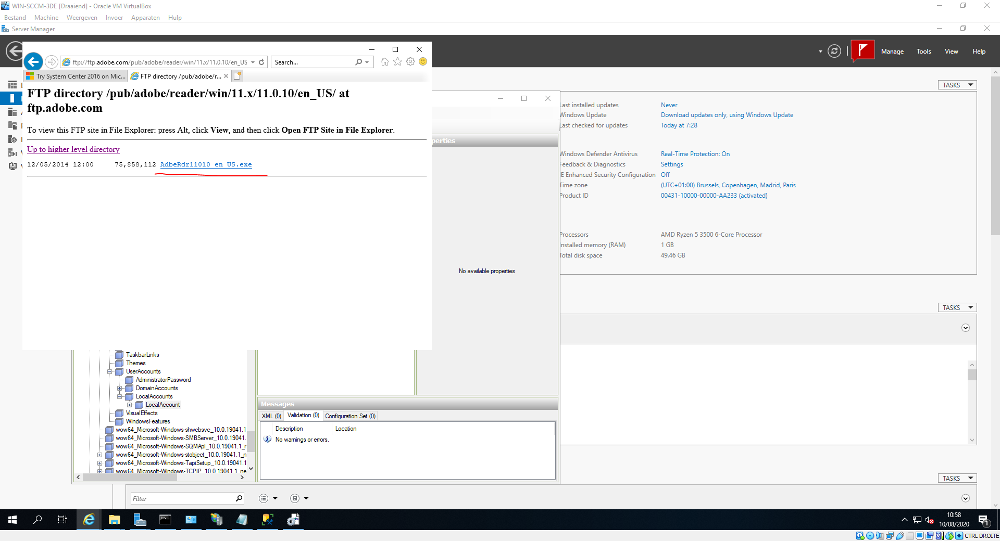 WIN-SCCM-3DE [Draaiend] - Oracle VM VirtualBox
Bestand Machine Weergeven Invoer Apparaten Hulp
Server Manager
Manage Tools View Help
ftp://ftp.adobe.com/pub/adobe/reader/win/11.x/11.0.10/en_US
Search...
Try System Center 2016 on Mic...
FTP directory /pub/adobe/r...
FTP directory /pub/adobe/reader/win/11.x/11.0.10/en_US/ at
ftp.adobe.com
To view this FTP site in File Explorer: press Alt, click View, and then click Open FTP Site in File Explorer.
Up to higher level directory
12/05/2014 12:00 75,858,112 AdbeRdr11010_en_US.exe
TASKS
Last installed updates Never
Windows Update Download updates only, using Windows Update
Last checked for updates Today at 7:28
perties
Windows Defender Antivirus Real-Time Protection: On
Feedback & Diagnostics Settings
IE Enhanced Security Configuration Off
Time zone (UTC+01:00) Brussels, Copenhagen, Madrid, Paris
Product ID 00431-10000-00000-AA233 (activated)
Processors AMD Ryzen 5 3500 6-Core Processor
Installed memory (RAM) 1 GB
Total disk space 49.46 GB
No available properties
TASKS
TaskbarLinks
Themes
UserAccounts
AdministratorPassword
DomainAccounts
LocalAccounts
LocalAccount
VisualEffects
WindowsFeatures
wow64_Microsoft-Windows-shwebsvc_10.0.19041.1
wow64_Microsoft-Windows-SMBServer_10.0.19041.
wow64_Microsoft-Windows-SQMApi_10.0.19041.1_n
wow64_Microsoft-Windows-stobject_10.0.19041.1_n
wow64_Microsoft-Windows-TapiSetup_10.0.19041.1
wow64_Microsoft-Windows-TCPIP_10.0.19041.1_ne
Messages
XML (0) Validation (0) Configuration Set (0)
Description Location
No warnings or errors.
TASKS
Filter
10:58
10/08/2020
1
CTRL DROITE